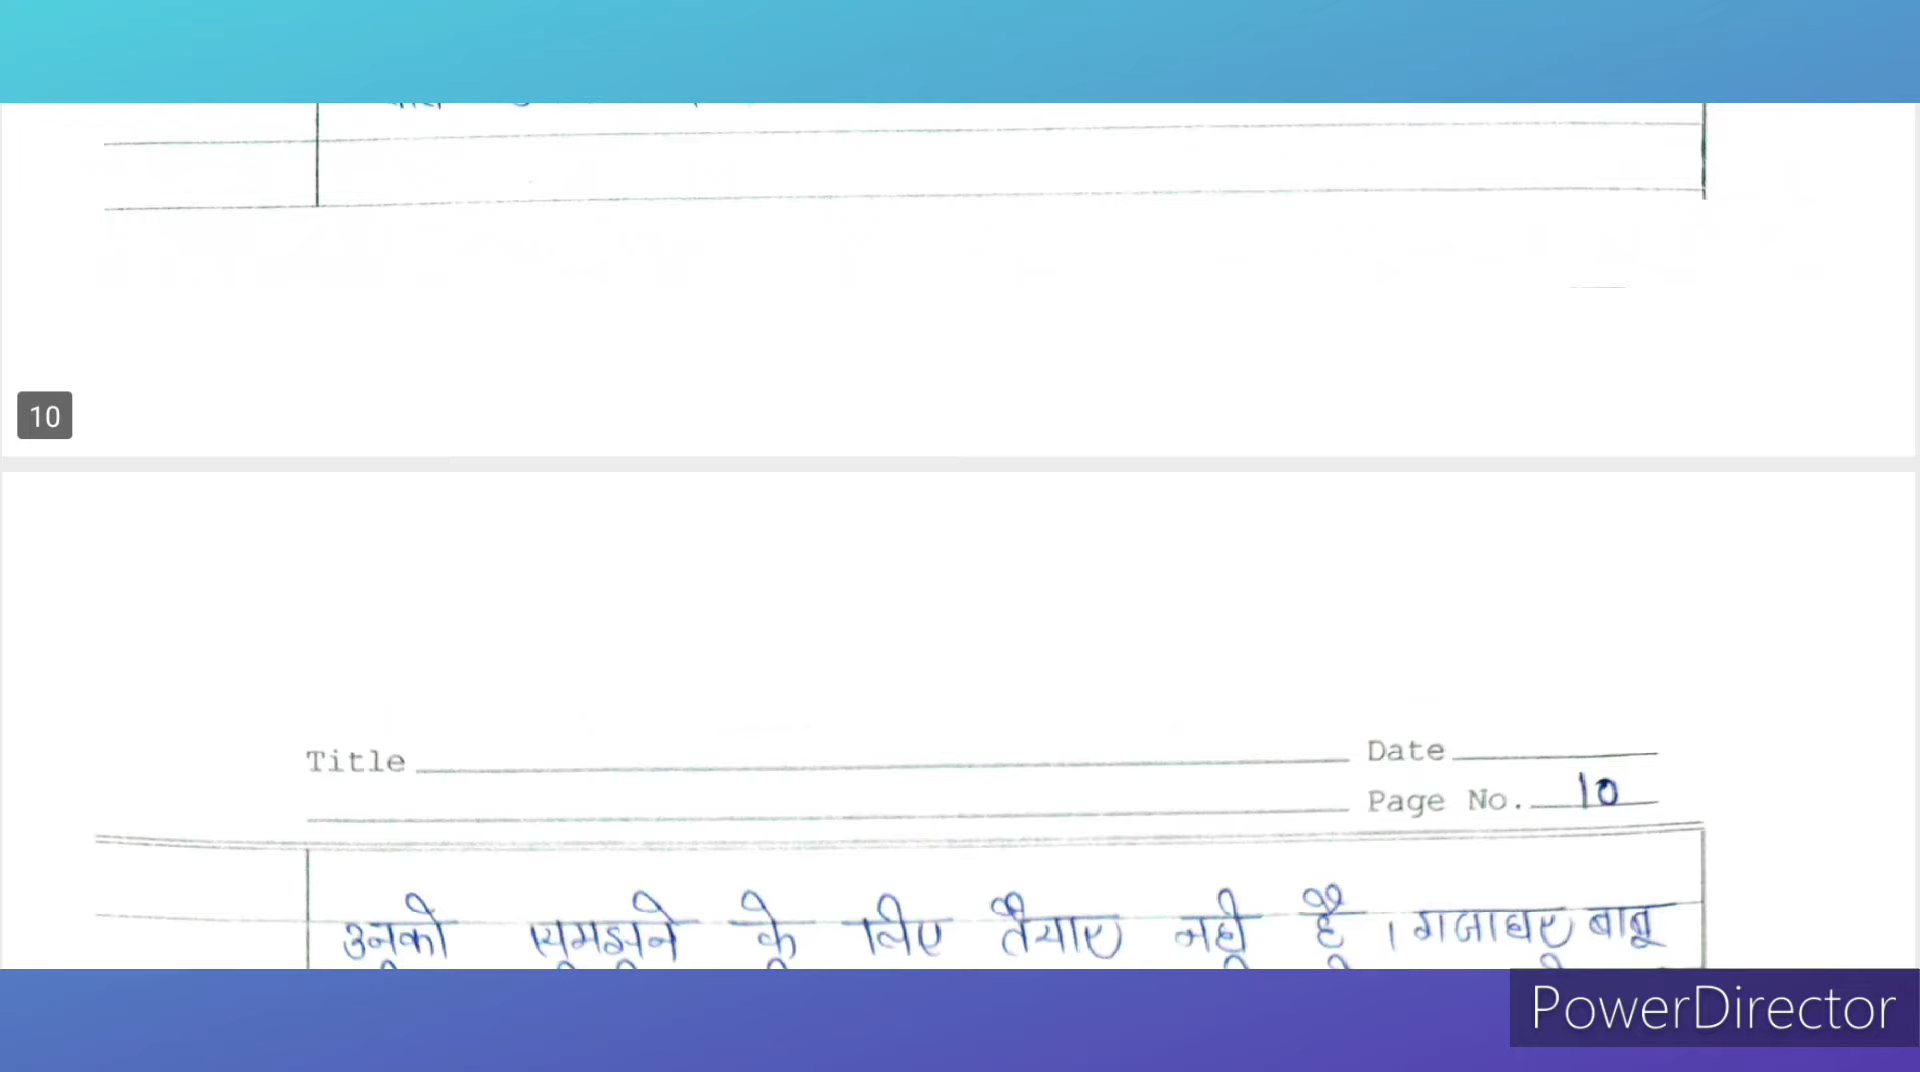 10
Title Date
Page No. 10
उनको समझने के लिए तैयार नही है । गजाधर बाबू
PowerDirector